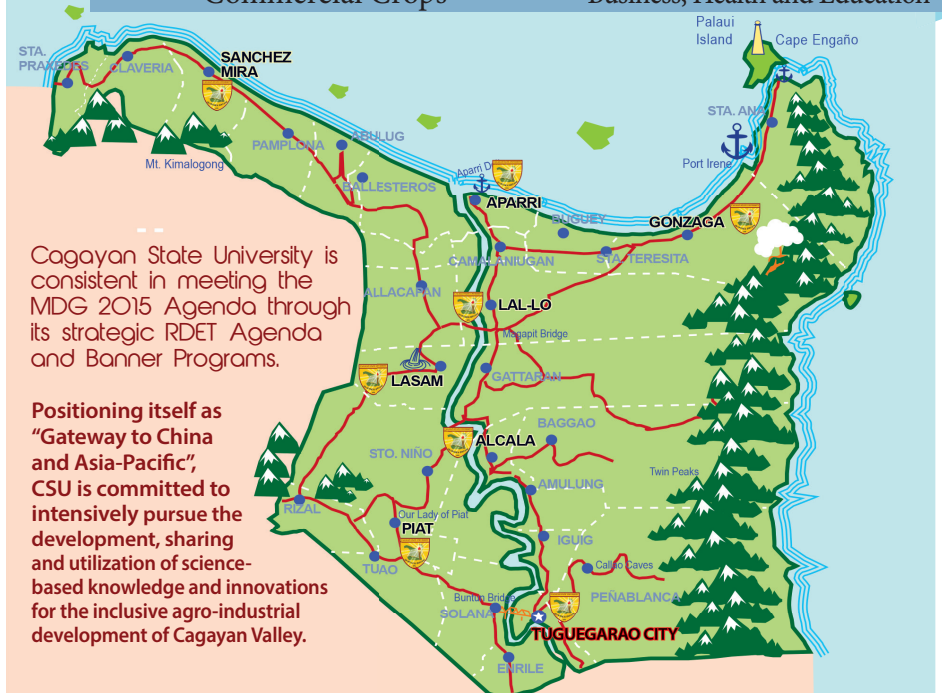 Commercial Crops
Business, Health and Education
Palaui
Island
Cape Engaño
STA.
PRAXEDES
CLAVERIA
SANCHEZ
MIRA
STA. ANA
PAMPLONA
ABULUG
Port Irene
Mt. Kimalogong
BALLESTEROS
Aparri
APARRI
BUGUEY
GONZAGA
CAMALANIUGAN
STA. TERESITA
Cagayan State University is
consistent in meeting the
MDG 2015 Agenda through
its strategic RDET Agenda
and Banner Programs.
ALLACAPAN
LAL-LO
Magapit Bridge
LASAM
GATTARAN
Positioning itself as
“Gateway to China
and Asia-Pacific”,
CSU is committed to
intensively pursue the
development, sharing
and utilization of science-
based knowledge and innovations
for the inclusive agro-industrial
development of Cagayan Valley.
BAGGAO
ALCALA
STO. NIÑO
Twin Peaks
AMULUNG
RIZAL
Our Lady of Piat
PIAT
IGUIG
TUAO
Callao Caves
Buntun Bridge
PEÑABLANCA
SOLANA
TUGUEGARAO CITY
ENRILE